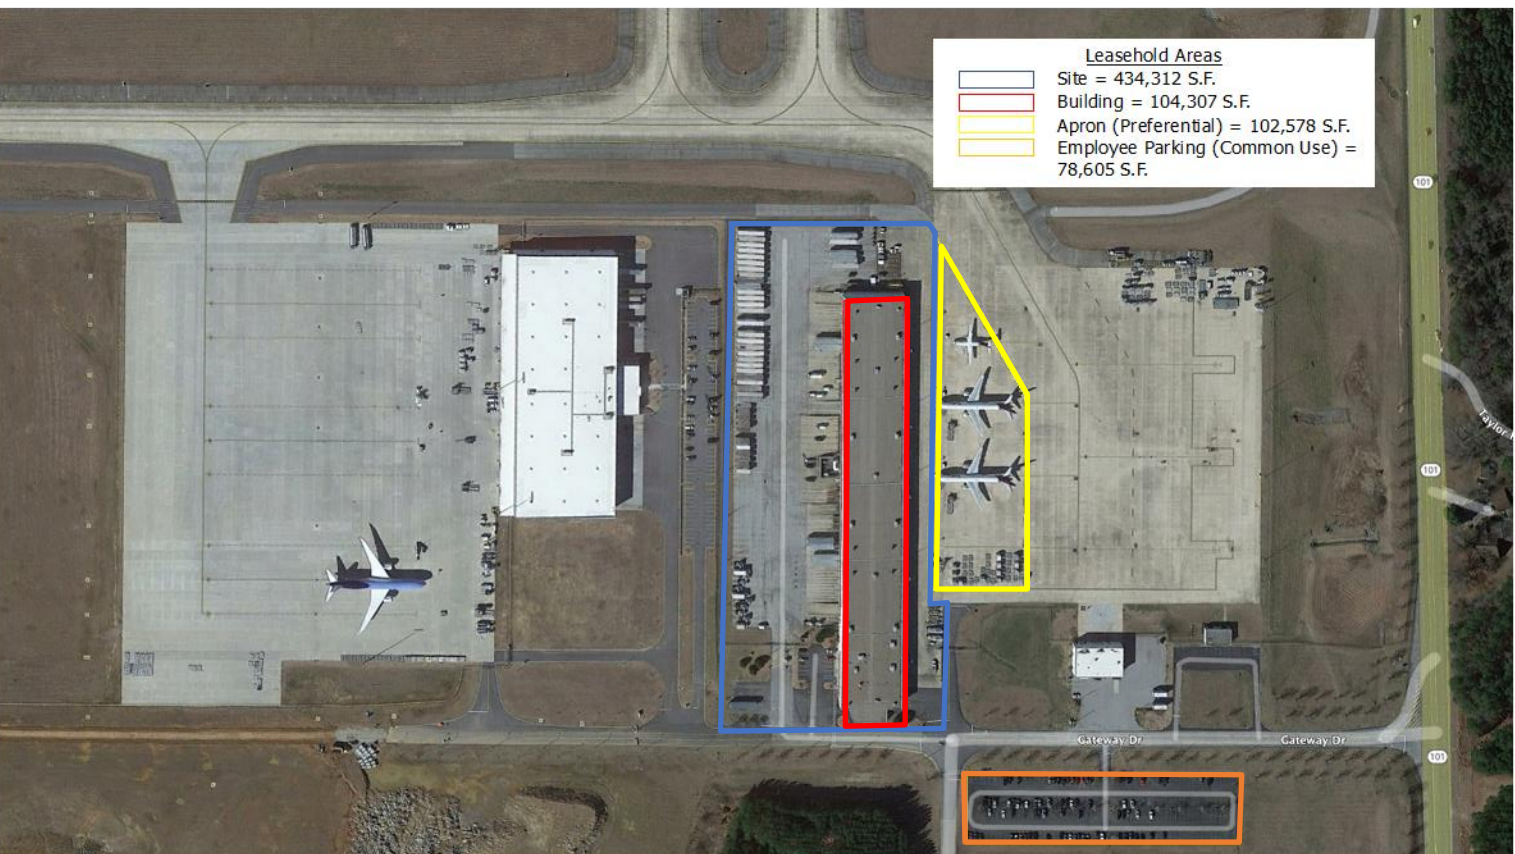 Leasehold Areas
Site = 434,312 S.F.
Building = 104,307 S.F.
Apron (Preferential) = 102,578 S.F.
Employee Parking (Common Use) =
78,605 S.F.
101
101
Taylor
Gateway Dr
Gateway Dr
101